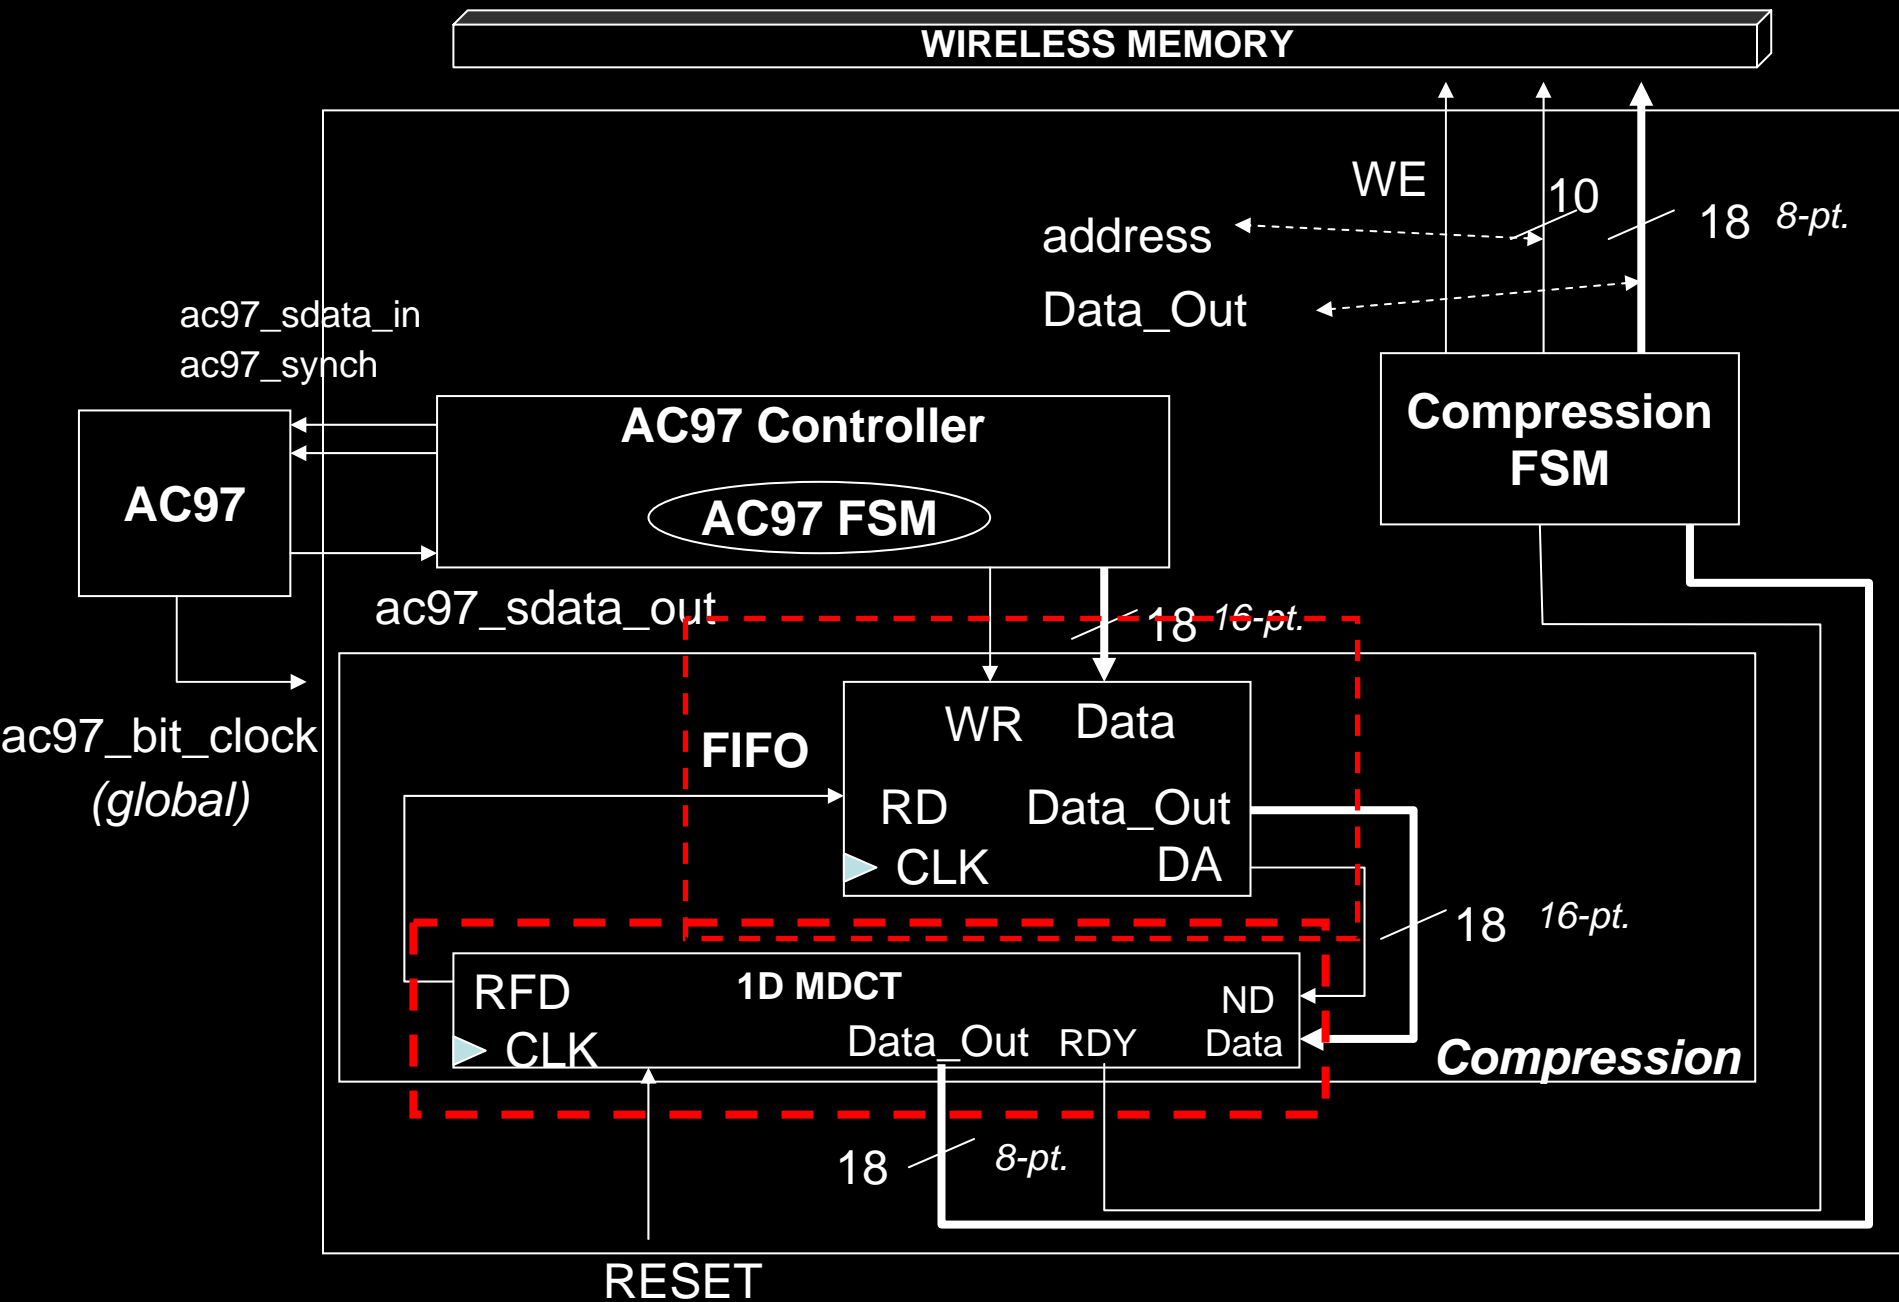 WIRELESS MEMORY
WE
10
18 8-pt.
address
Data_Out
ac97_sdata_in
ac97_synch
AC97 Controller
AC97 FSM
AC97
Compression
FSM
ac97_sdata_out
18 16-pt.
ac97_bit_clock
(global)
FIFO
WR Data
RD Data_Out
CLK DA
18 16-pt.
RFD 1D MDCT ND
CLK Data_Out RDY Data
Compression
18 8-pt.
RESET